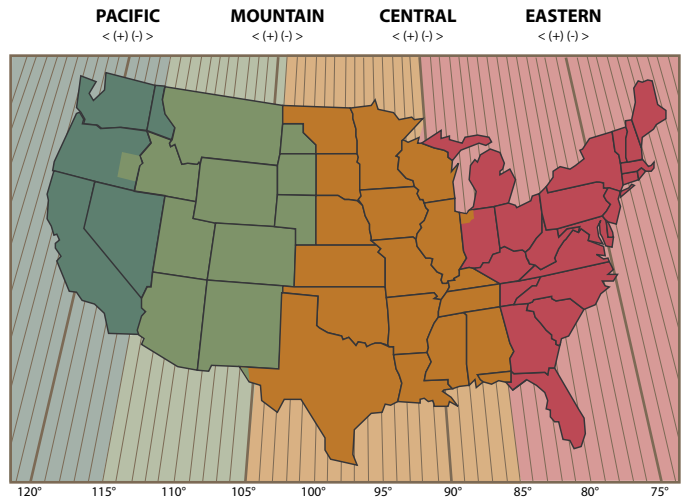 PACIFIC MOUNTAIN CENTRAL EASTERN
< (+) (-) > < (+) (-) > < (+) (-) > < (+) (-) >
120° 115° 110° 105° 100° 95° 90° 85° 80° 75°